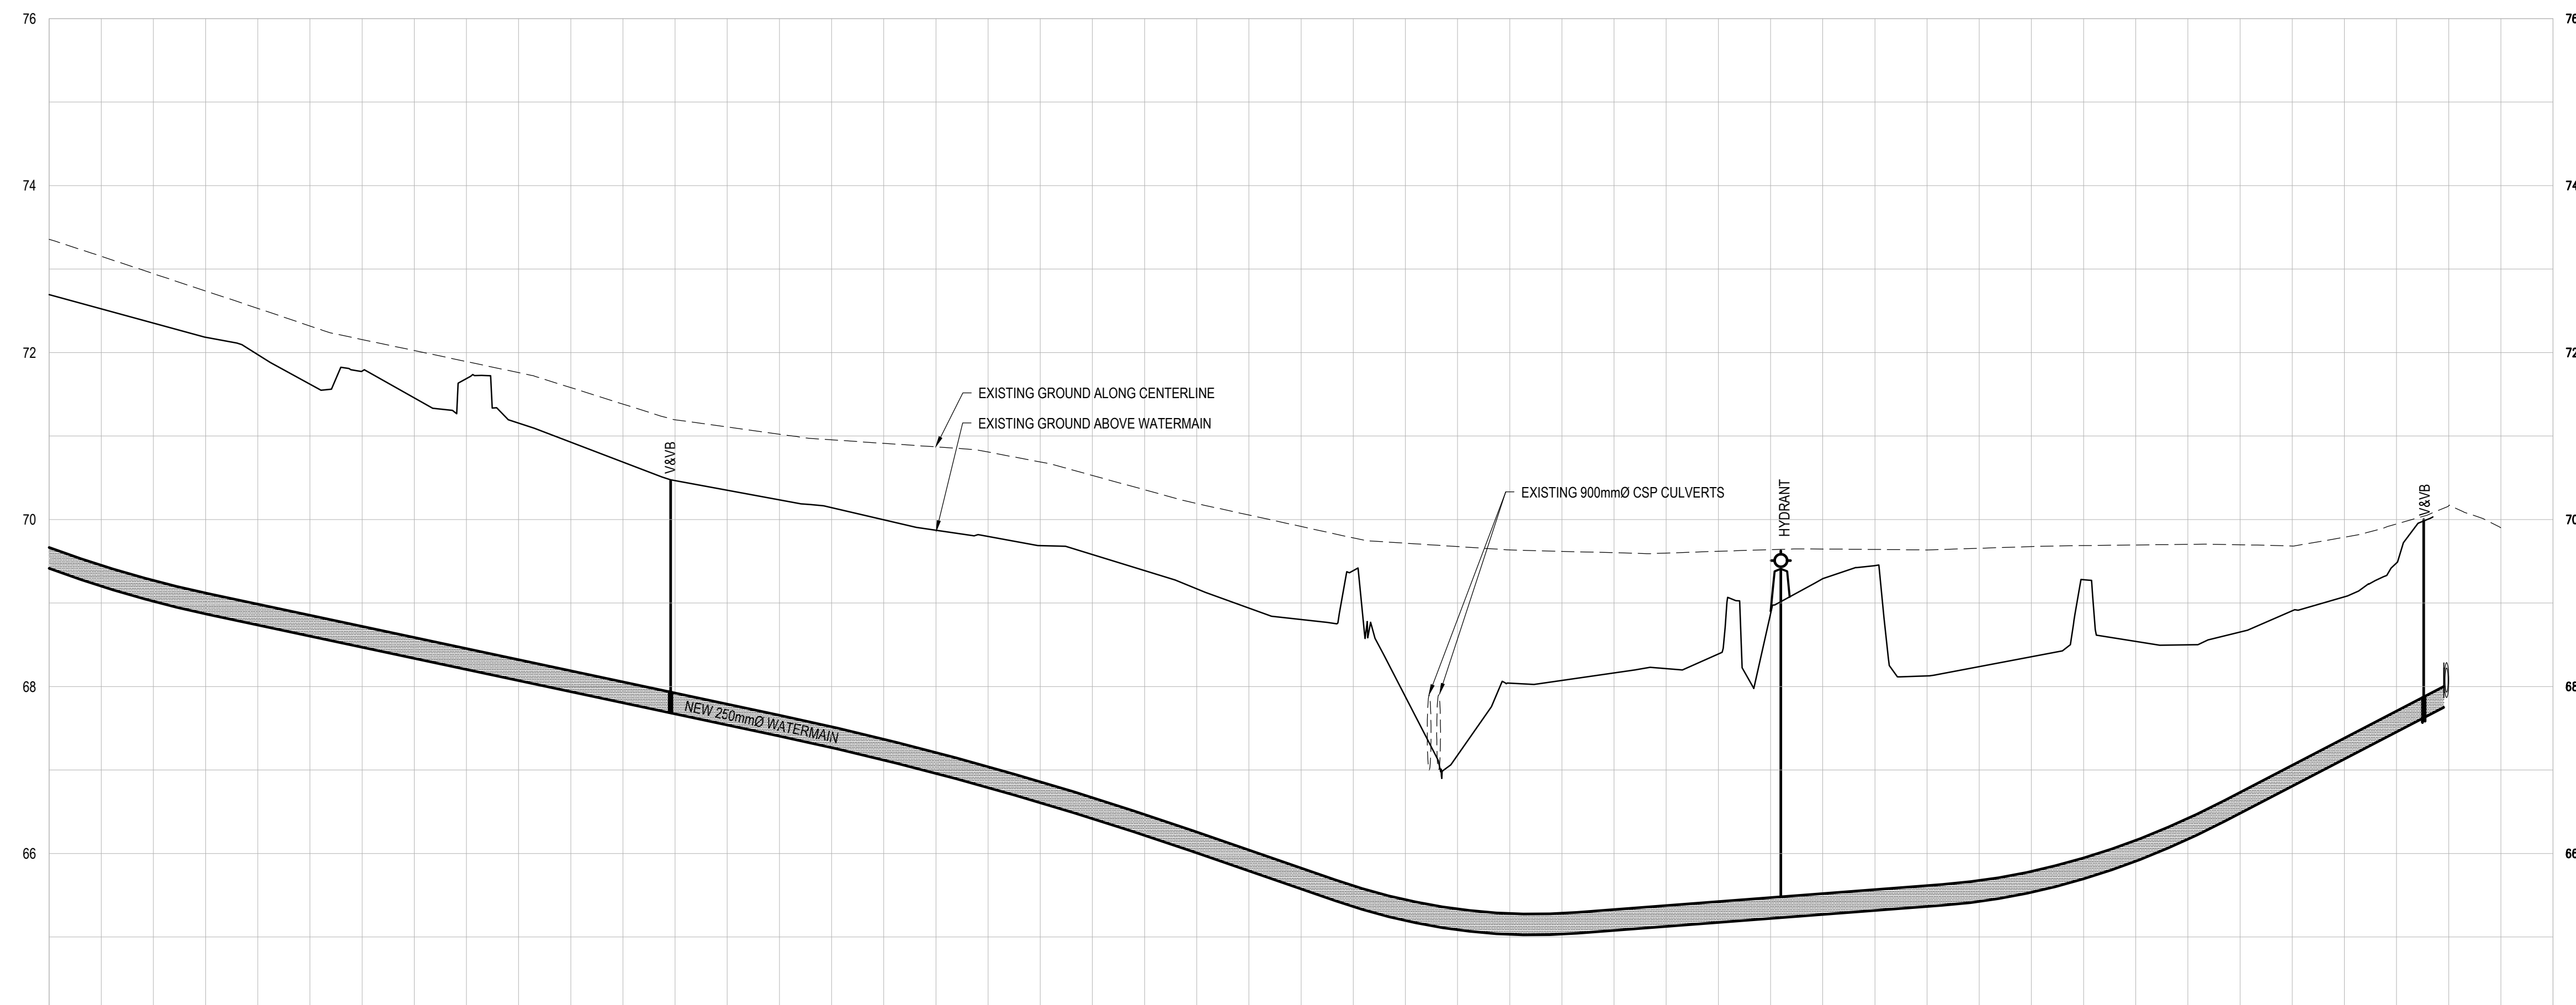 76
76
74
74
72
72
EXISTING GROUND ALONG CENTERLINE
EXISTING GROUND ABOVE WATERMAIN
V&VB
EXISTING 900mmØ CSP CULVERTS
HYDRANT
V&VB
70
70
68
68
NEW 250mmØ WATERMAIN
66
66